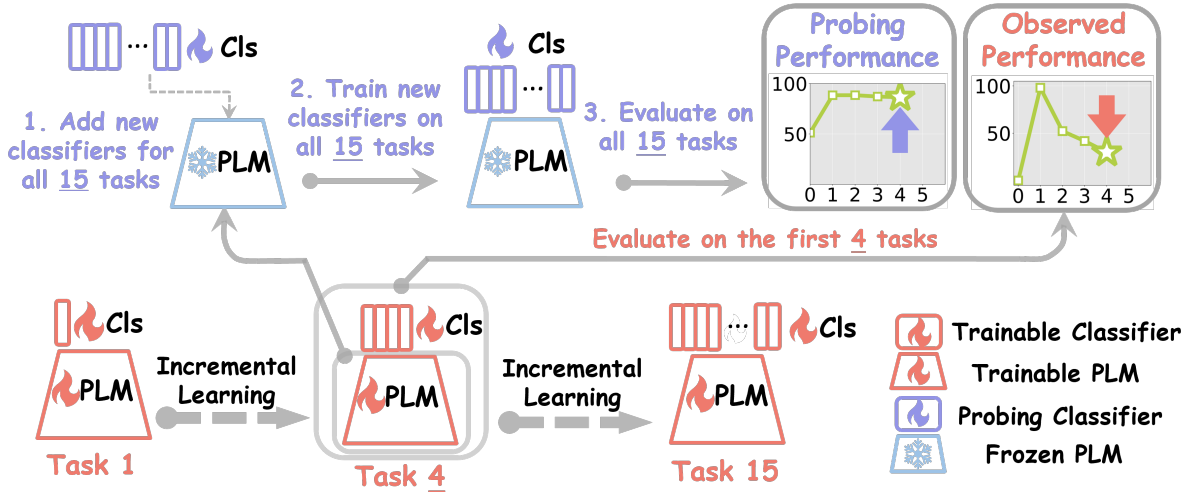 ... Cls
1. Add new
classifiers for
all 15 tasks
PLM
2. Train new
classifiers on
all 15 tasks
Cls
...
PLM
3. Evaluate on
all 15 tasks
Probing
Performance
100
50
0 1 2 3 4 5
Observed
Performance
100
50
0 1 2 3 4 5
Evaluate on the first 4 tasks
Cls
PLM
Task 1
Incremental
Learning
Cls
PLM
Task 4
Incremental
Learning
... Cls
PLM
Task 15
Trainable Classifier
Trainable PLM
Probing Classifier
Frozen PLM